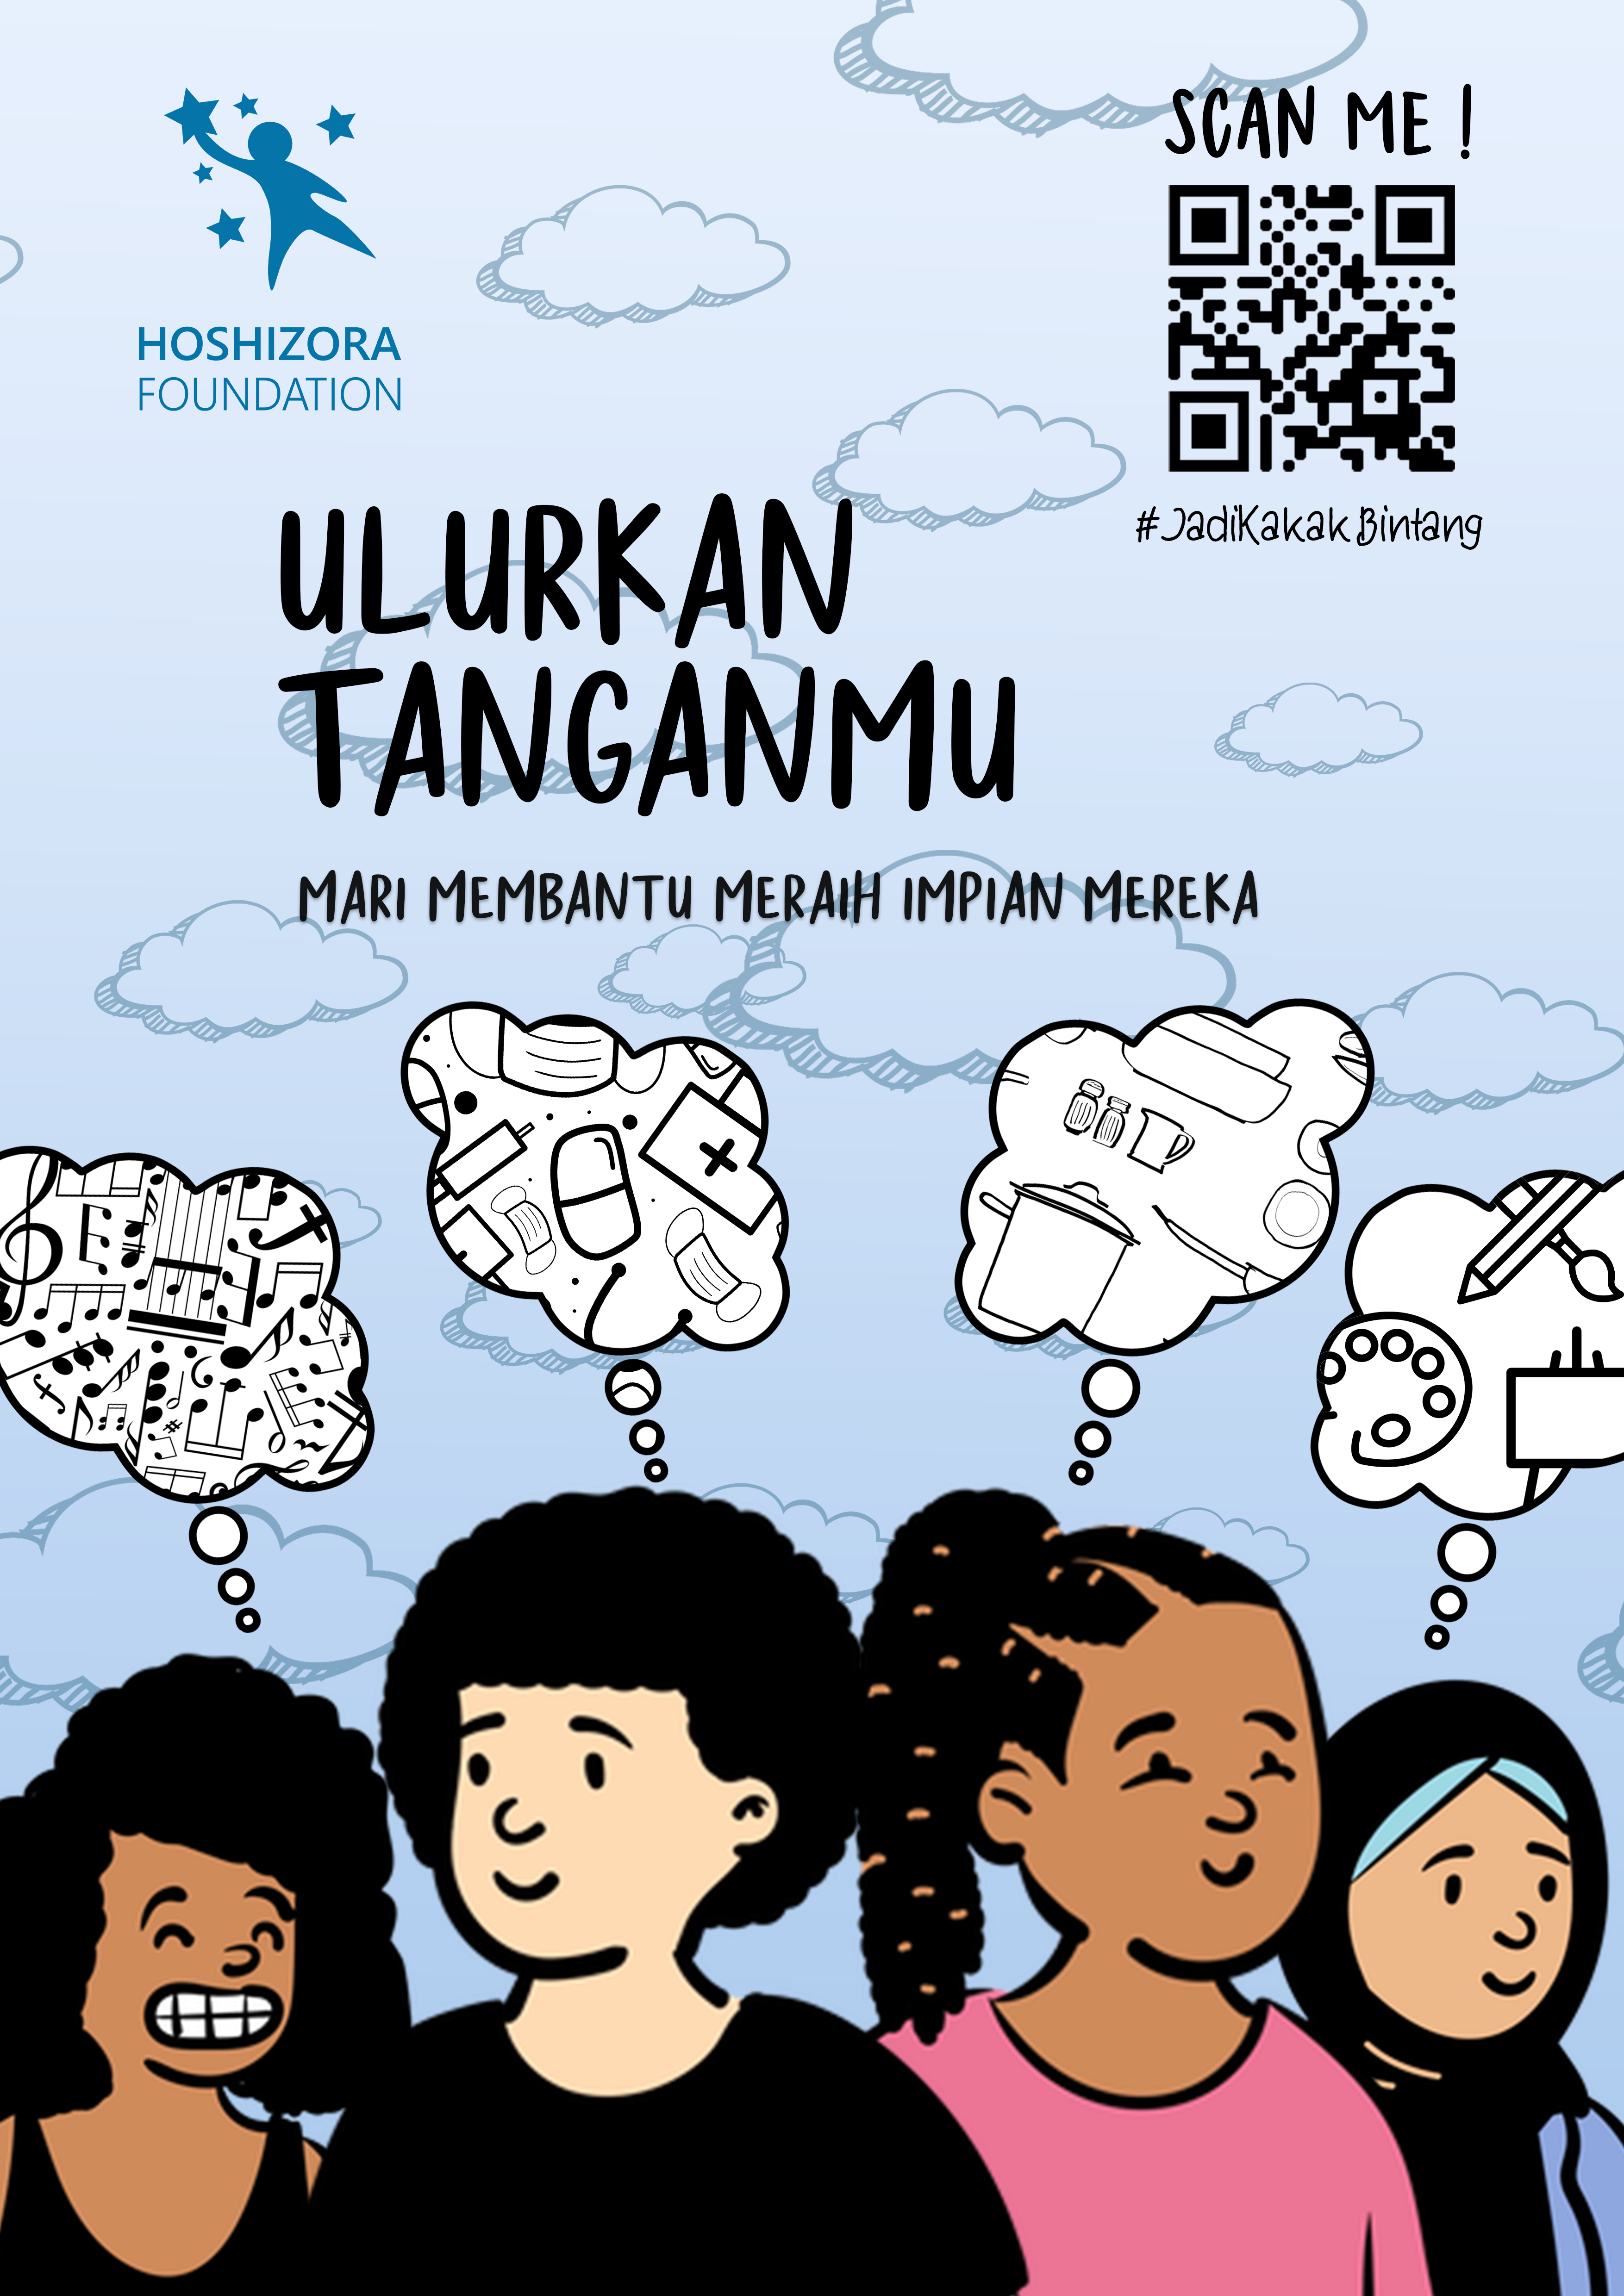 HOSHIZORA
FOUNDATION
SCAN ME !
#JadiKakakBintang
ULURKAN
TANGANMU
MARI MEMBANTU MERAIH IMPIAN MEREKA